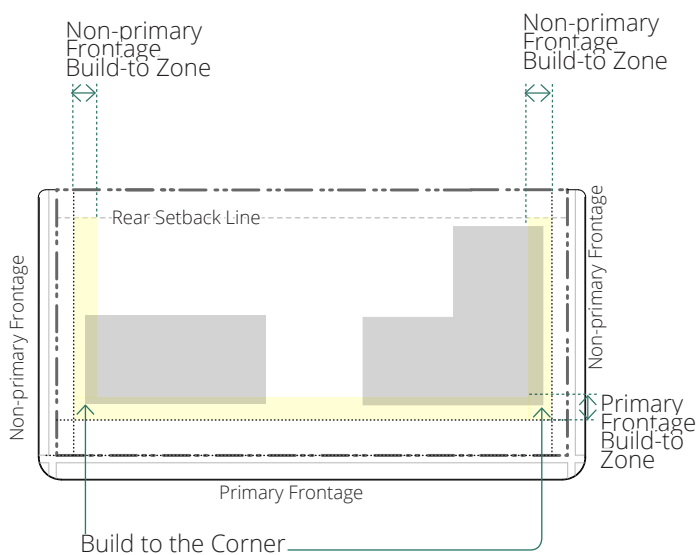 Non-primary
Frontage
Build-to Zone
Non-primary
Frontage
Build-to Zone
Rear Setback Line
Non-primary Frontage
Non-primary Frontage
Primary
Frontage
Build-to
Zone
Primary Frontage
Build to the Corner